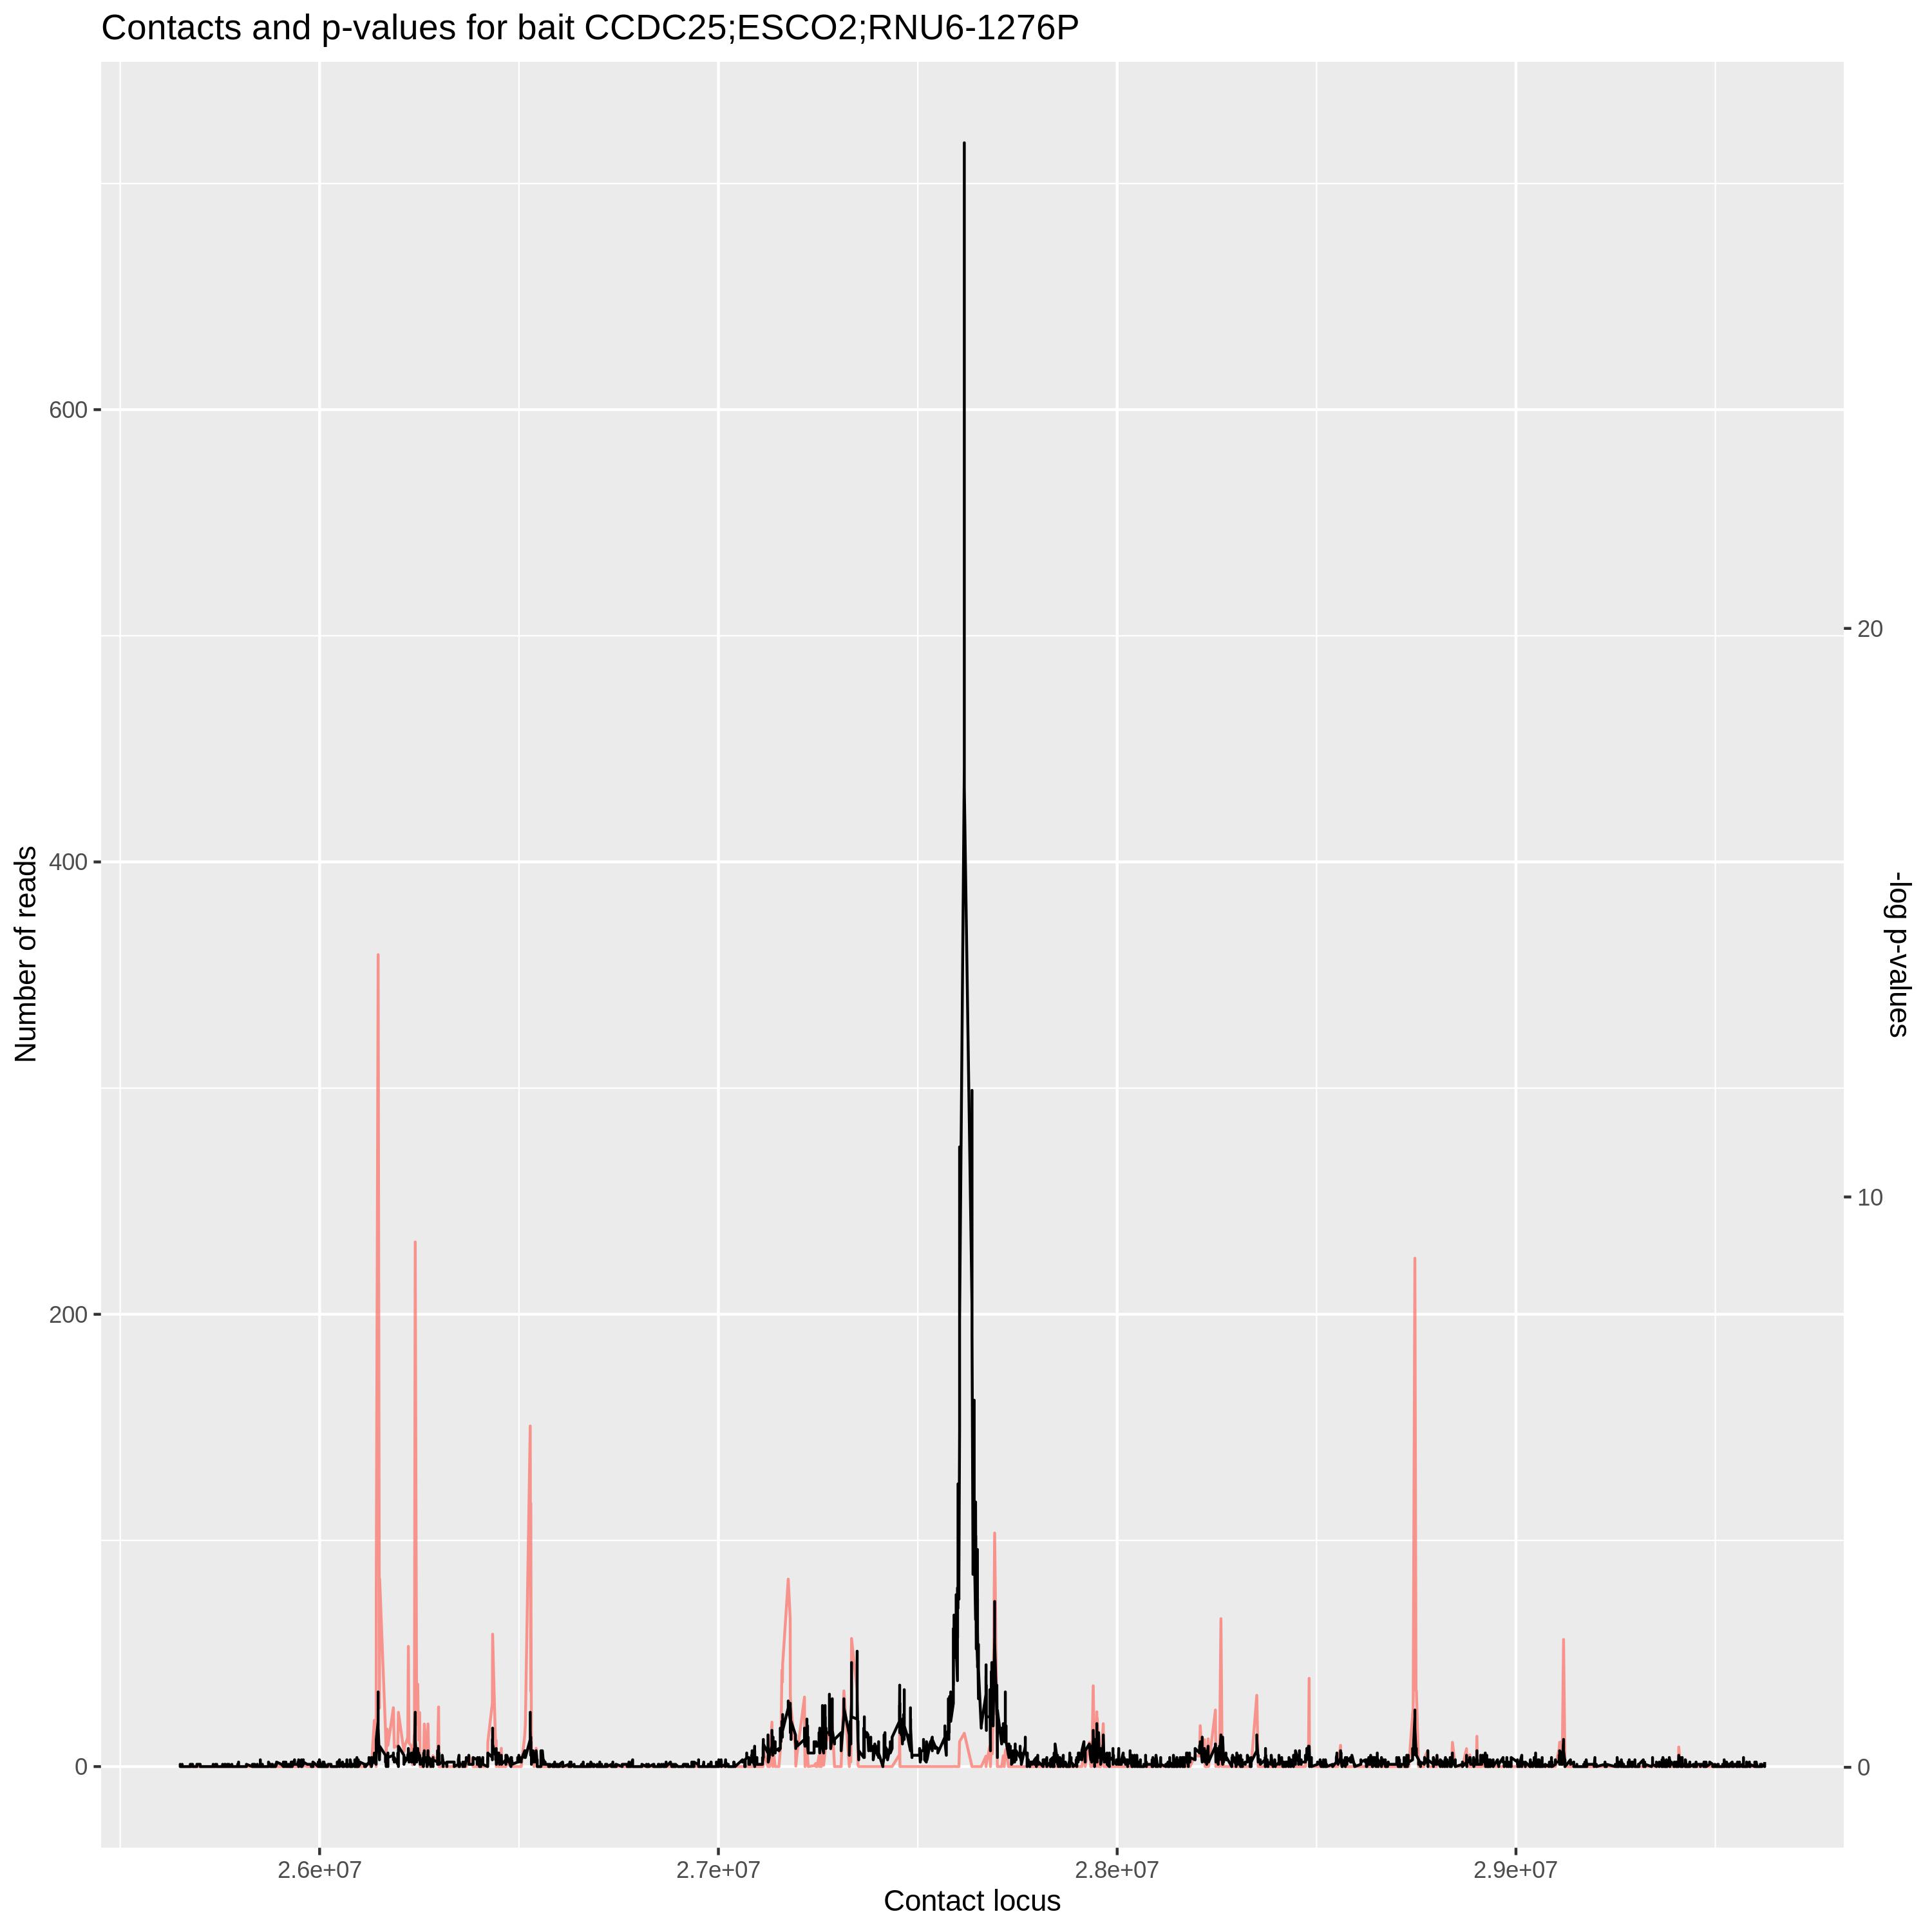 Contacts and p-values for bait CCDC25;ESCO2;RNU6-1276P
600
400
200
0
Number of reads
20
10
0
-log p-values
2.6e+07
2.7e+07
2.8e+07
2.9e+07
Contact locus